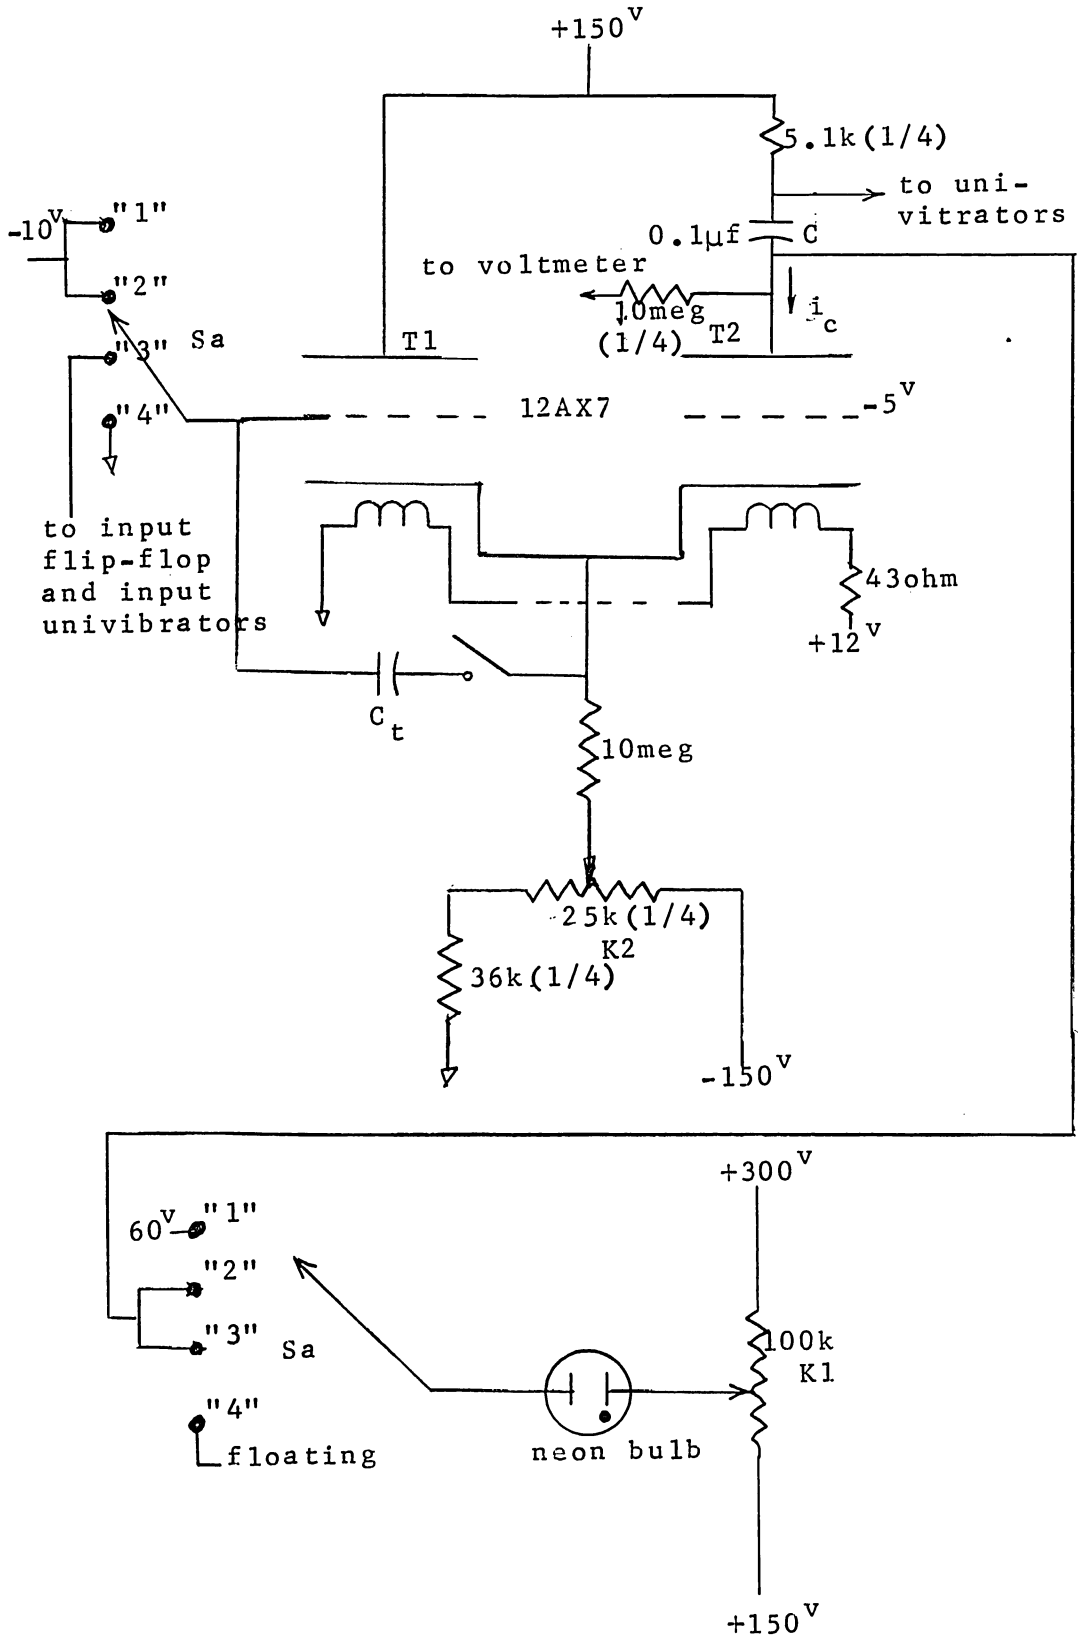 +150v
5.1k(1/4)
to uni-
vitrators
0.1µf C
to voltmeter
10meg
(1/4)
ic
-10v
"1"
"2"
"3"
"4"
Sa
T1
T2
12AX7
-5v
to input
flip-flop
and input
univibrators
43ohm
+12v
Ct
10meg
25k(1/4)
K2
36k(1/4)
-150v
+300v
60v
"1"
"2"
"3"
"4"
Sa
floating
neon bulb
100k
K1
+150v